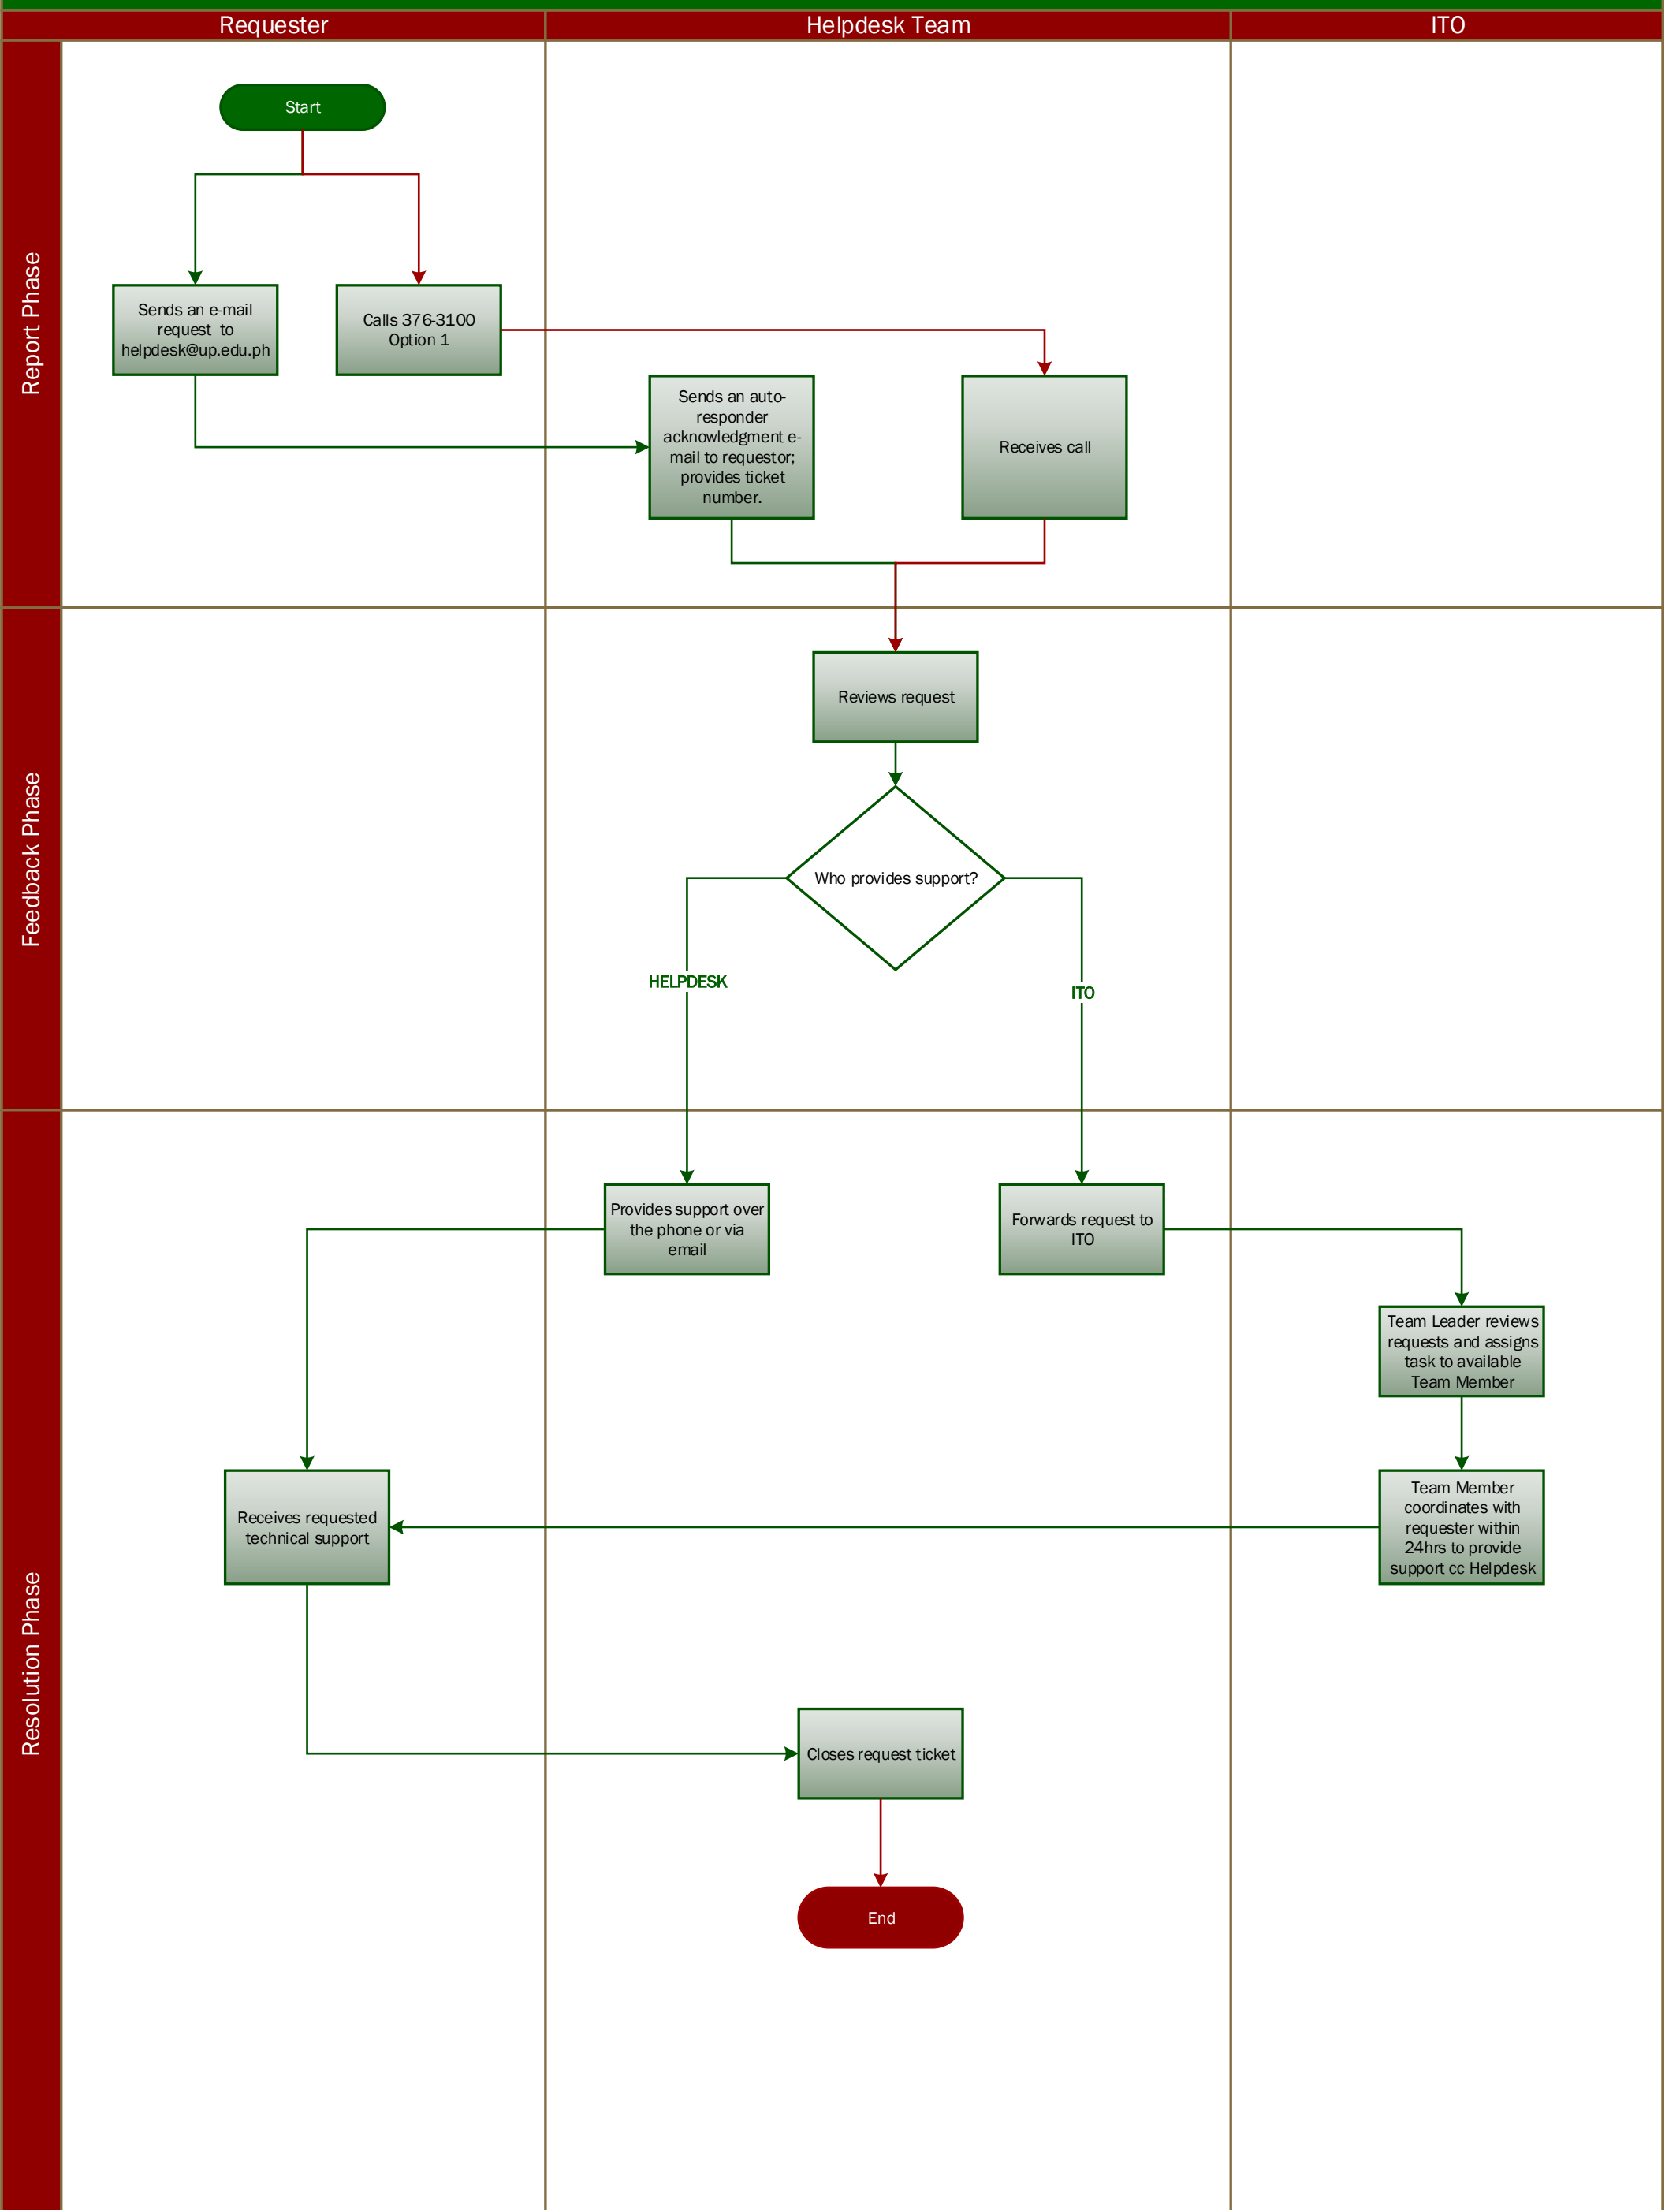 Requester
Helpdesk Team
ITO
Report Phase
Start
Sends an e-mail
request to
helpdesk@up.edu.ph
Calls 376-3100
Option 1
Sends an auto-
responder
acknowledgment e-
mail to requestor;
provides ticket
number.
Receives call
Feedback Phase
Reviews request
Who provides support?
HELPDESK
ITO
Resolution Phase
Provides support over
the phone or via
email
Forwards request to
ITO
Team Leader reviews
requests and assigns
task to available
Team Member
Receives requested
technical support
Team Member
coordinates with
requester within
24hrs to provide
support cc Helpdesk
Closes request ticket
End